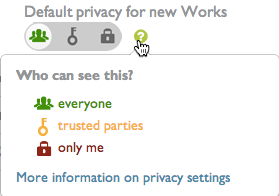 Default privacy for new Works
?
Who can see this?
everyone
trusted parties
only me
More information on privacy settings